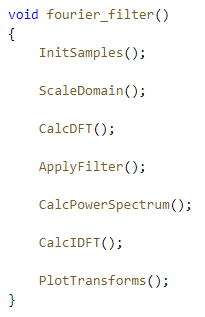 void fourier_filter()
{
InitSamples();
ScaleDomain();
CalcDFT();
ApplyFilter();
CalcPowerSpectrum();
CalcIDFT();
PlotTransforms();
}